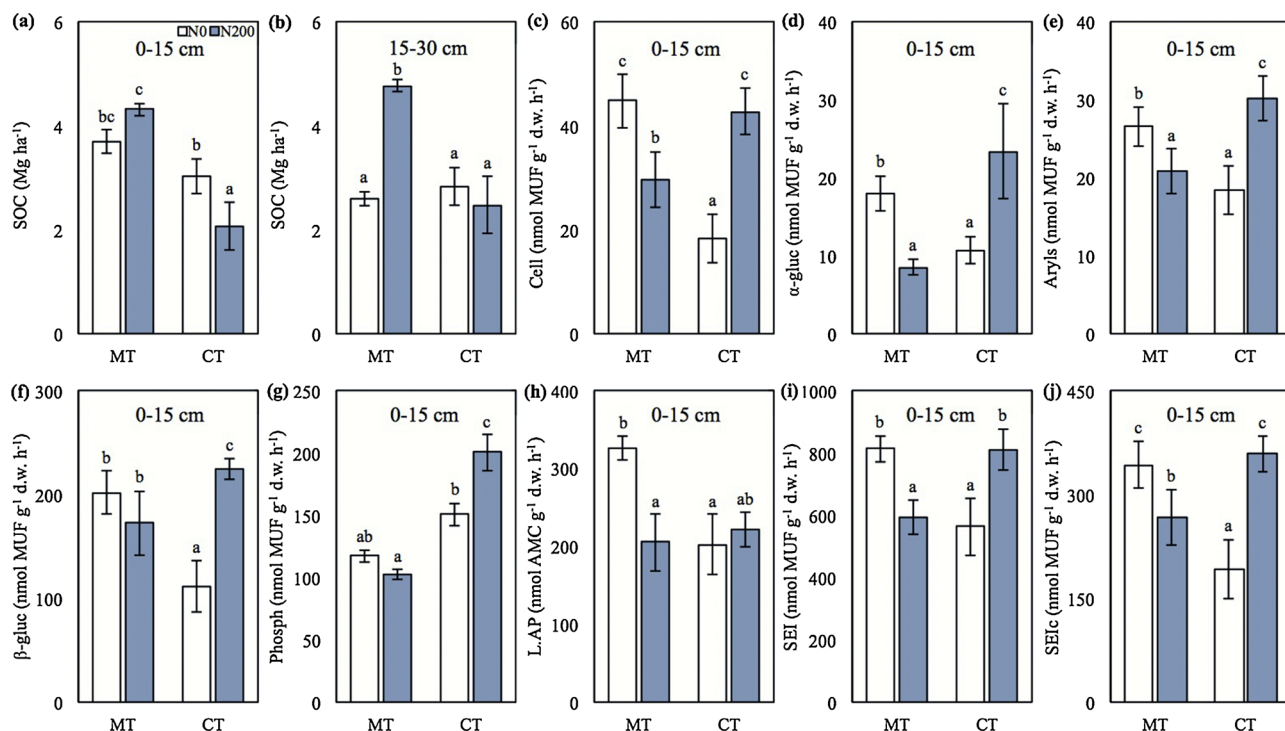 (a)
SOC (Mg ha⁻¹)
6
4
2
0
N0 N200
0-15 cm
bc c b a
MT CT
(b)
SOC (Mg ha⁻¹)
6
4
2
0
15-30 cm
a b a a
MT CT
(c)
Cell (nmol MUF g⁻¹ d.w. h⁻¹)
60
40
20
0
0-15 cm
c b a c
MT CT
(d)
α-gluc (nmol MUF g⁻¹ d.w. h⁻¹)
40
30
20
10
0
0-15 cm
b a a c
MT CT
(e)
Aryls (nmol MUF g⁻¹ d.w. h⁻¹)
40
30
20
10
0
0-15 cm
b a a c
MT CT
(f)
β-gluc (nmol MUF g⁻¹ d.w. h⁻¹)
300
200
100
0
0-15 cm
b b a c
MT CT
(g)
Phosph (nmol MUF g⁻¹ d.w. h⁻¹)
250
200
150
100
50
0
0-15 cm
ab a b c
MT CT
(h)
L.AP (nmol AMC g⁻¹ d.w. h⁻¹)
400
300
200
100
0
0-15 cm
b a a ab
MT CT
(i)
SEI (nmol MUF g⁻¹ d.w. h⁻¹)
1000
800
600
400
200
0
0-15 cm
b a a b
MT CT
(j)
SEIc (nmol MUF g⁻¹ d.w. h⁻¹)
450
300
150
0
0-15 cm
c b a c
MT CT